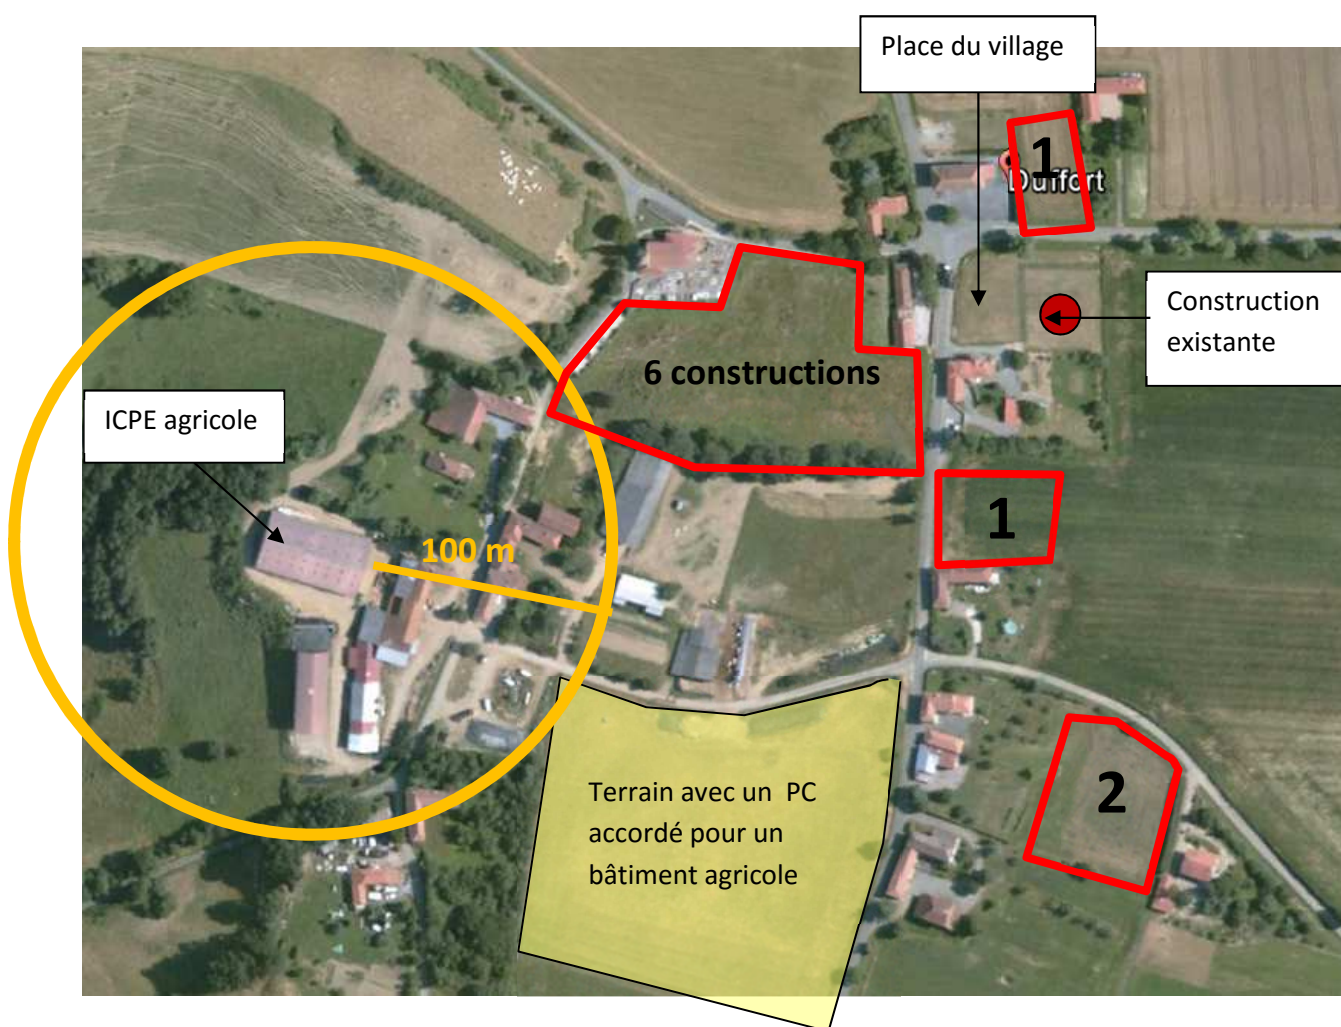 Place du village
1
Duffort
Construction
existante
6 constructions
ICPE agricole
1
100 m
Terrain avec un PC
accordé pour un
bâtiment agricole
2